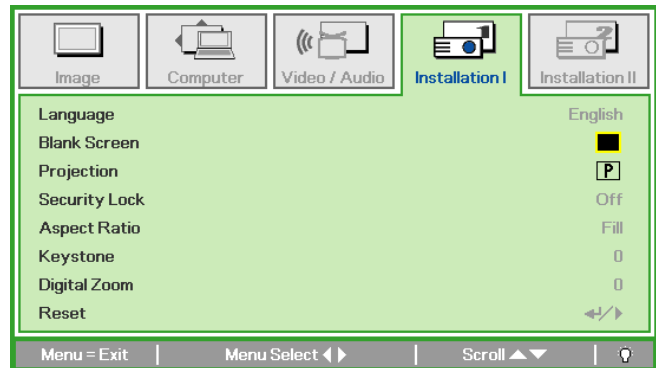 Image Computer Video / Audio Installation I Installation II
Language English
Blank Screen
Projection P
Security Lock Off
Aspect Ratio Fill
Keystone 0
Digital Zoom 0
Reset ↵/▶
Menu = Exit | Menu Select ◀▶ | Scroll ▲▼ |